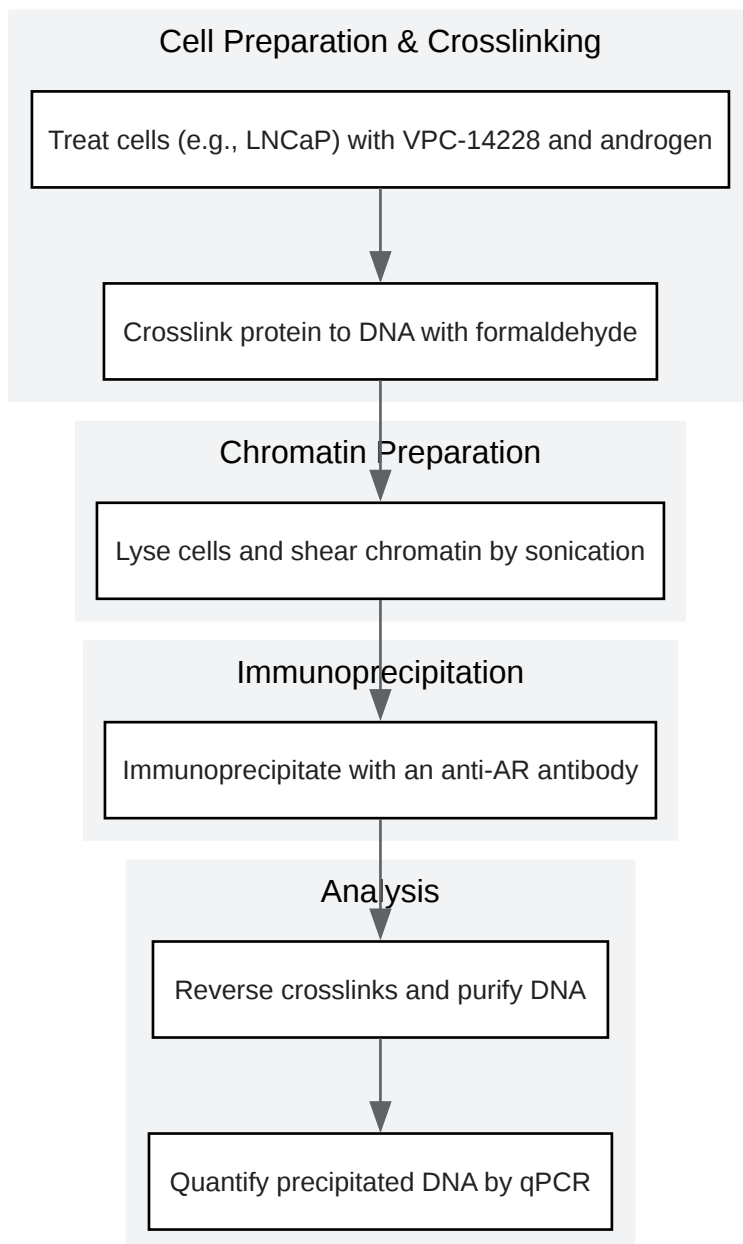 Cell Preparation & Crosslinking
Treat cells (e.g., LNCaP) with VPC-14228 and androgen
Crosslink protein to DNA with formaldehyde
Chromatin Preparation
Lyse cells and shear chromatin by sonication
Immunoprecipitation
Immunoprecipitate with an anti-AR antibody
Analysis
Reverse crosslinks and purify DNA
Quantify precipitated DNA by qPCR